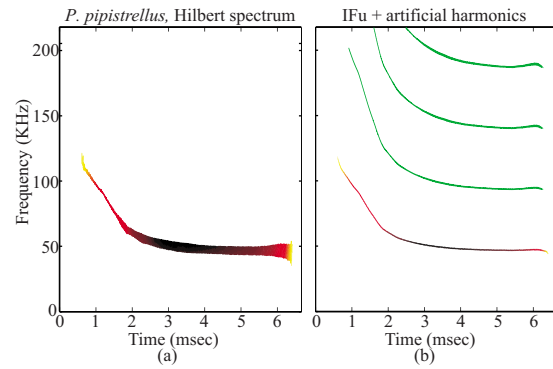 P. pipistrellus, Hilbert spectrum
IFu + artificial harmonics
Frequency (KHz)
200
150
100
50
0
0 1 2 3 4 5 6
Time (msec)
(a)
0 1 2 3 4 5 6
Time (msec)
(b)